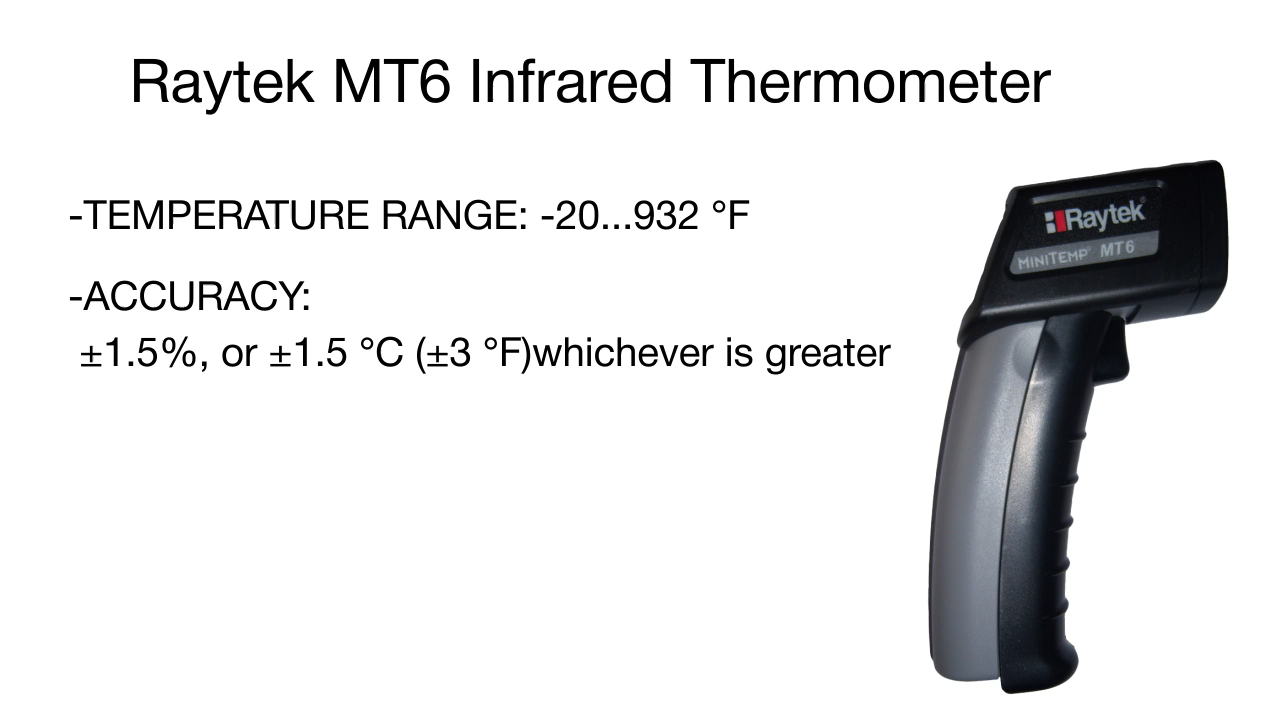 Raytek MT6 Infrared Thermometer
-TEMPERATURE RANGE: -20...932 °F
-ACCURACY:
±1.5%, or ±1.5 °C (±3 °F)whichever is greater
Raytek®
MINITEMP® MT6